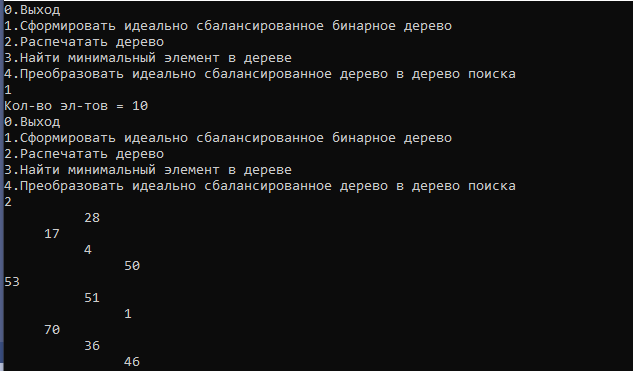 0.Выход
1.Сформировать идеально сбалансированное бинарное дерево
2.Распечатать дерево
3.Найти минимальный элемент в дереве
4.Преобразовать идеально сбалансированное дерево в дерево поиска
1
Кол-во эл-тов = 10
0.Выход
1.Сформировать идеально сбалансированное бинарное дерево
2.Распечатать дерево
3.Найти минимальный элемент в дереве
4.Преобразовать идеально сбалансированное дерево в дерево поиска
2
28
17
4
50
53
51
1
70
36
46